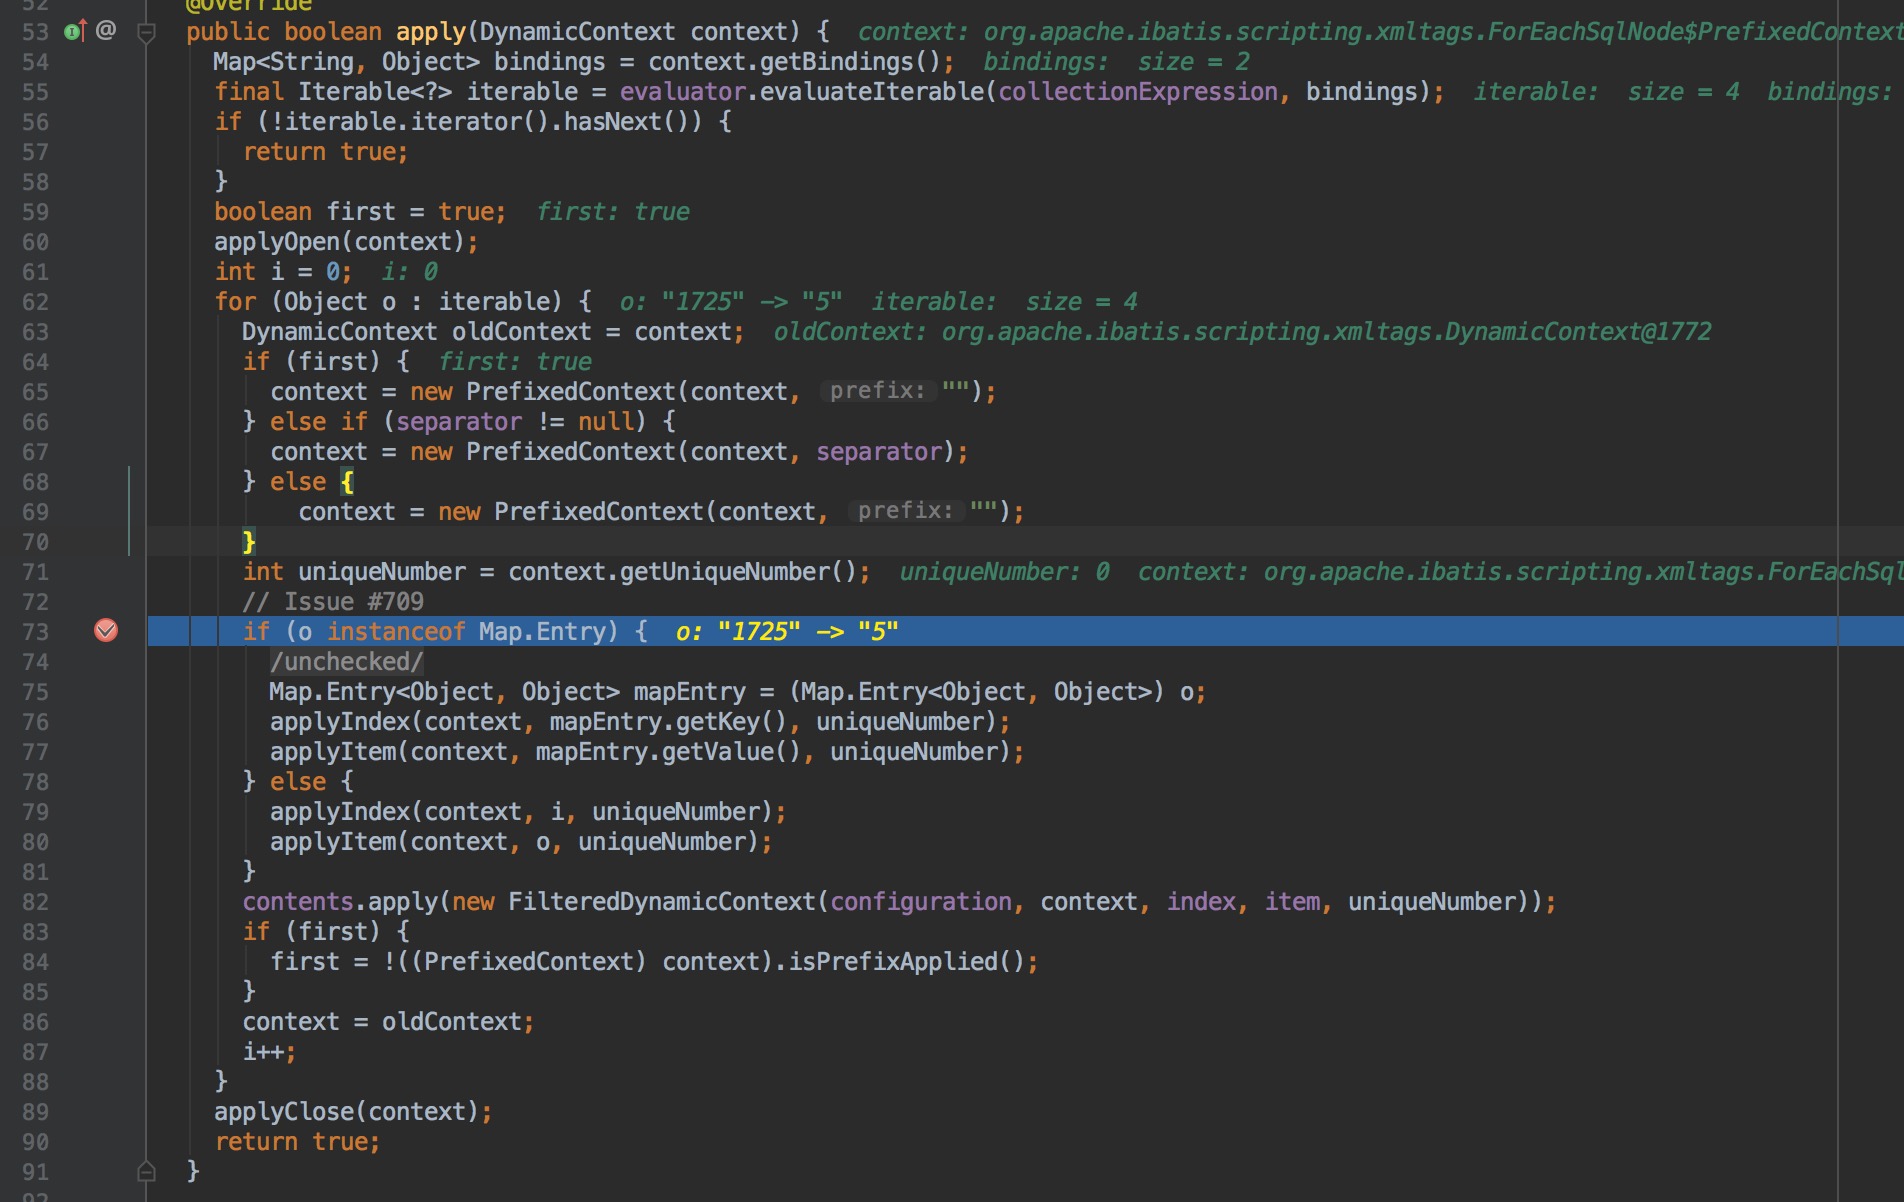 52 @Override
53 @ public boolean apply(DynamicContext context) { context: org.apache.ibatis.scripting.xmltags.ForEachSqlNode$PrefixedContext
54 Map<String, Object> bindings = context.getBindings(); bindings: size = 2
55 final Iterable<?> iterable = evaluator.evaluateIterable(collectionExpression, bindings); iterable: size = 4 bindings:
56 if (!iterable.iterator().hasNext()) {
57 return true;
58 }
59 boolean first = true; first: true
60 applyOpen(context);
61 int i = 0; i: 0
62 for (Object o : iterable) { o: "1725" -> "5" iterable: size = 4
63 DynamicContext oldContext = context; oldContext: org.apache.ibatis.scripting.xmltags.DynamicContext@1772
64 if (first) { first: true
65 context = new PrefixedContext(context, prefix: "");
66 } else if (separator != null) {
67 context = new PrefixedContext(context, separator);
68 } else {
69 context = new PrefixedContext(context, prefix: "");
70 }
71 int uniqueNumber = context.getUniqueNumber(); uniqueNumber: 0 context: org.apache.ibatis.scripting.xmltags.ForEachSql
72 // Issue #709
73 if (o instanceof Map.Entry) { o: "1725" -> "5"
74 /unchecked/
75 Map.Entry<Object, Object> mapEntry = (Map.Entry<Object, Object>) o;
76 applyIndex(context, mapEntry.getKey(), uniqueNumber);
77 applyItem(context, mapEntry.getValue(), uniqueNumber);
78 } else {
79 applyIndex(context, i, uniqueNumber);
80 applyItem(context, o, uniqueNumber);
81 }
82 contents.apply(new FilteredDynamicContext(configuration, context, index, item, uniqueNumber));
83 if (first) {
84 first = !((PrefixedContext) context).isPrefixApplied();
85 }
86 context = oldContext;
87 i++;
88 }
89 applyClose(context);
90 return true;
91 }
92